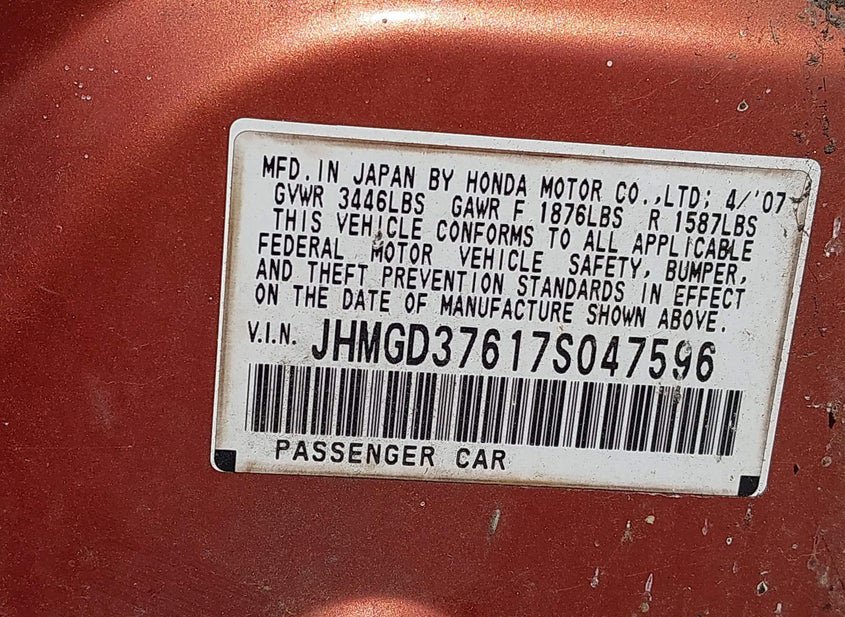 MFD. IN JAPAN BY HONDA MOTOR CO.,LTD; 4/'07
GVWR 3446LBS GAWR F 1876LBS R 1587LBS
THIS VEHICLE CONFORMS TO ALL APPLICABLE
FEDERAL MOTOR VEHICLE SAFETY, BUMPER,
AND THEFT PREVENTION STANDARDS IN EFFECT
ON THE DATE OF MANUFACTURE SHOWN ABOVE.
V.I.N. JHMGD37617S047596
PASSENGER CAR